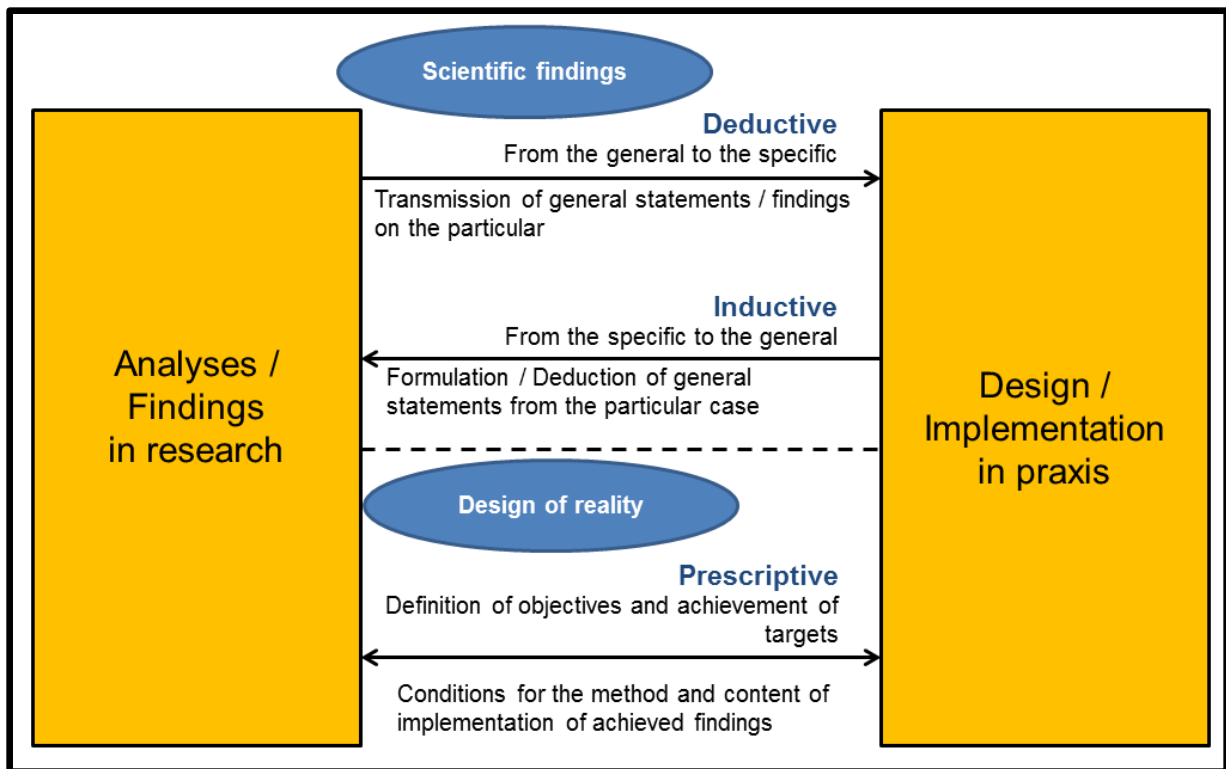 Scientific findings
Deductive
From the general to the specific
Transmission of general statements / findings
on the particular
Inductive
From the specific to the general
Formulation / Deduction of general
statements from the particular case
Analyses /
Findings
in research
Design /
Implementation
in praxis
Design of reality
Prescriptive
Definition of objectives and achievement of
targets
Conditions for the method and content of
implementation of achieved findings